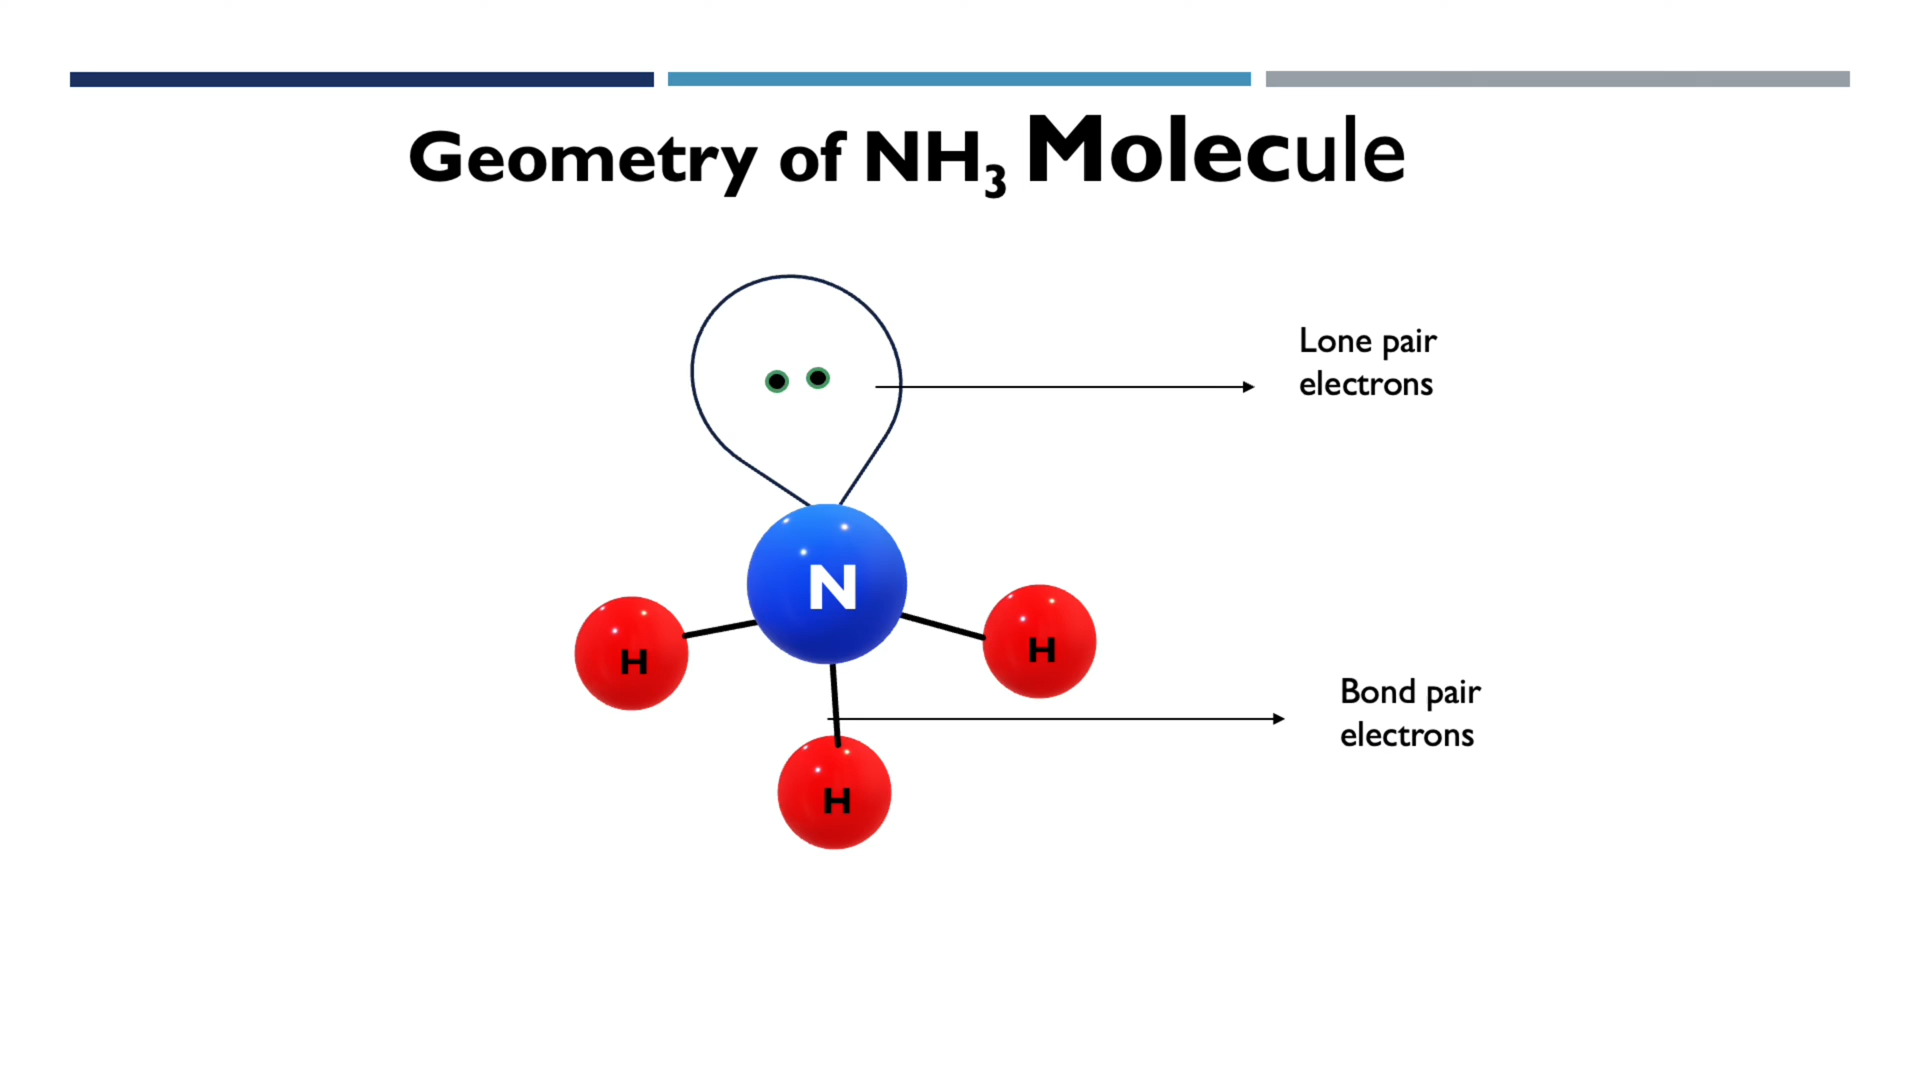 Geometry of NH₃ Molecule
Lone pair
electrons
N
H
H
Bond pair
electrons
H